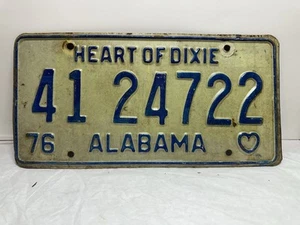 HEART OF DIXIE
41 24722
76 ALABAMA